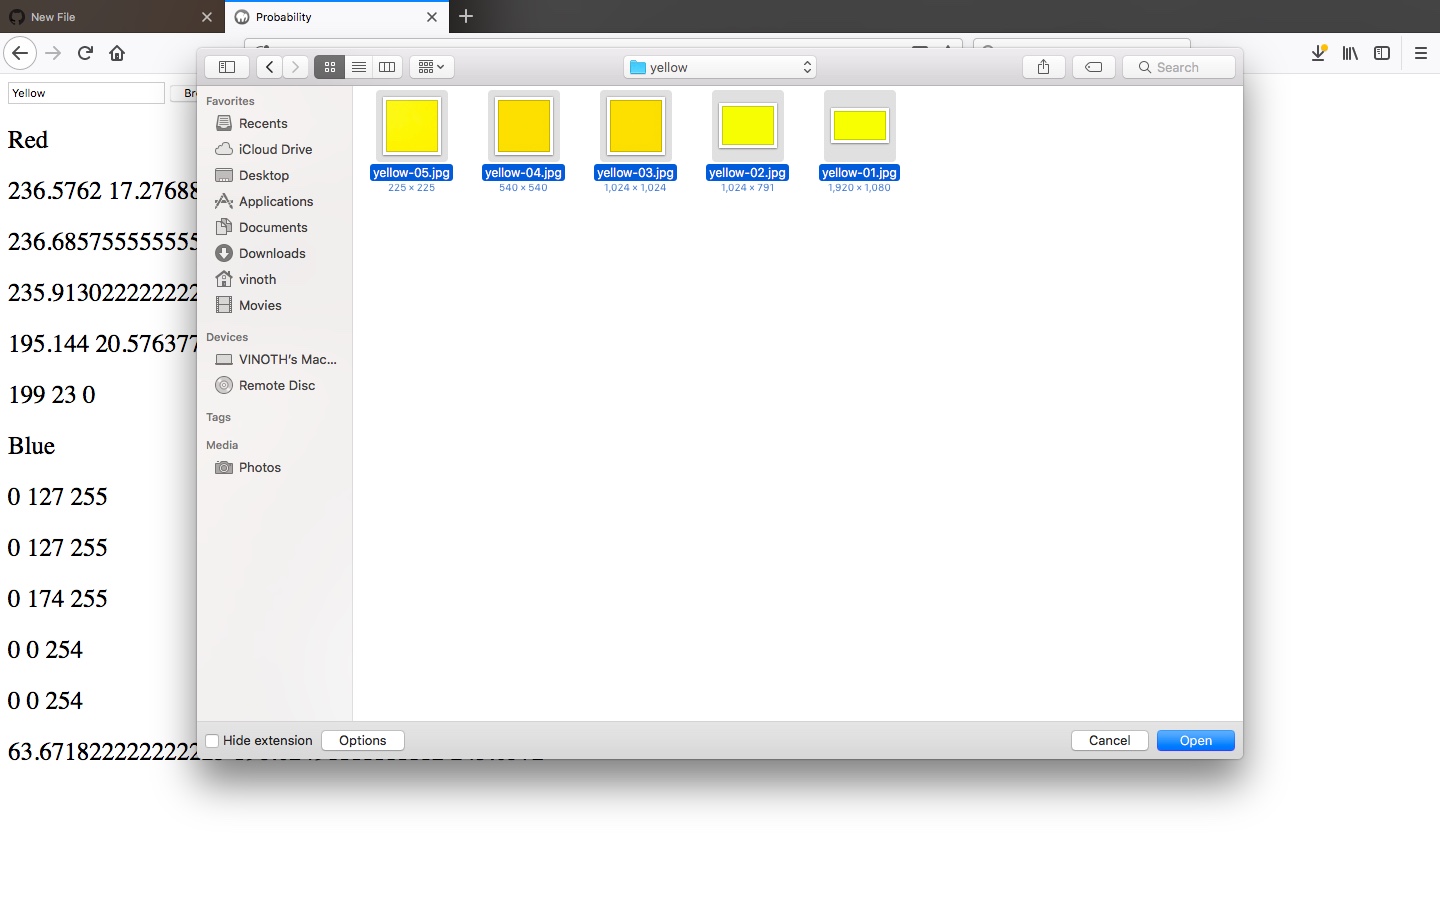 New File
Probability
yellow
Search
Yellow
Br
Favorites
Recents
iCloud Drive
Desktop
Applications
Documents
Downloads
vinoth
Movies
Devices
VINOTH's Mac...
Remote Disc
Tags
Media
Photos
yellow-05.jpg
225 × 225
yellow-04.jpg
540 × 540
yellow-03.jpg
1,024 × 1,024
yellow-02.jpg
1,024 × 791
yellow-01.jpg
1,920 × 1,080
Red
236.5762 17.27688
236.685755555555
235.913022222222
195.144 20.576377
199 23 0
Blue
0 127 255
0 127 255
0 174 255
0 0 254
0 0 254
63.6718222222222
Hide extension
Options
Cancel
Open